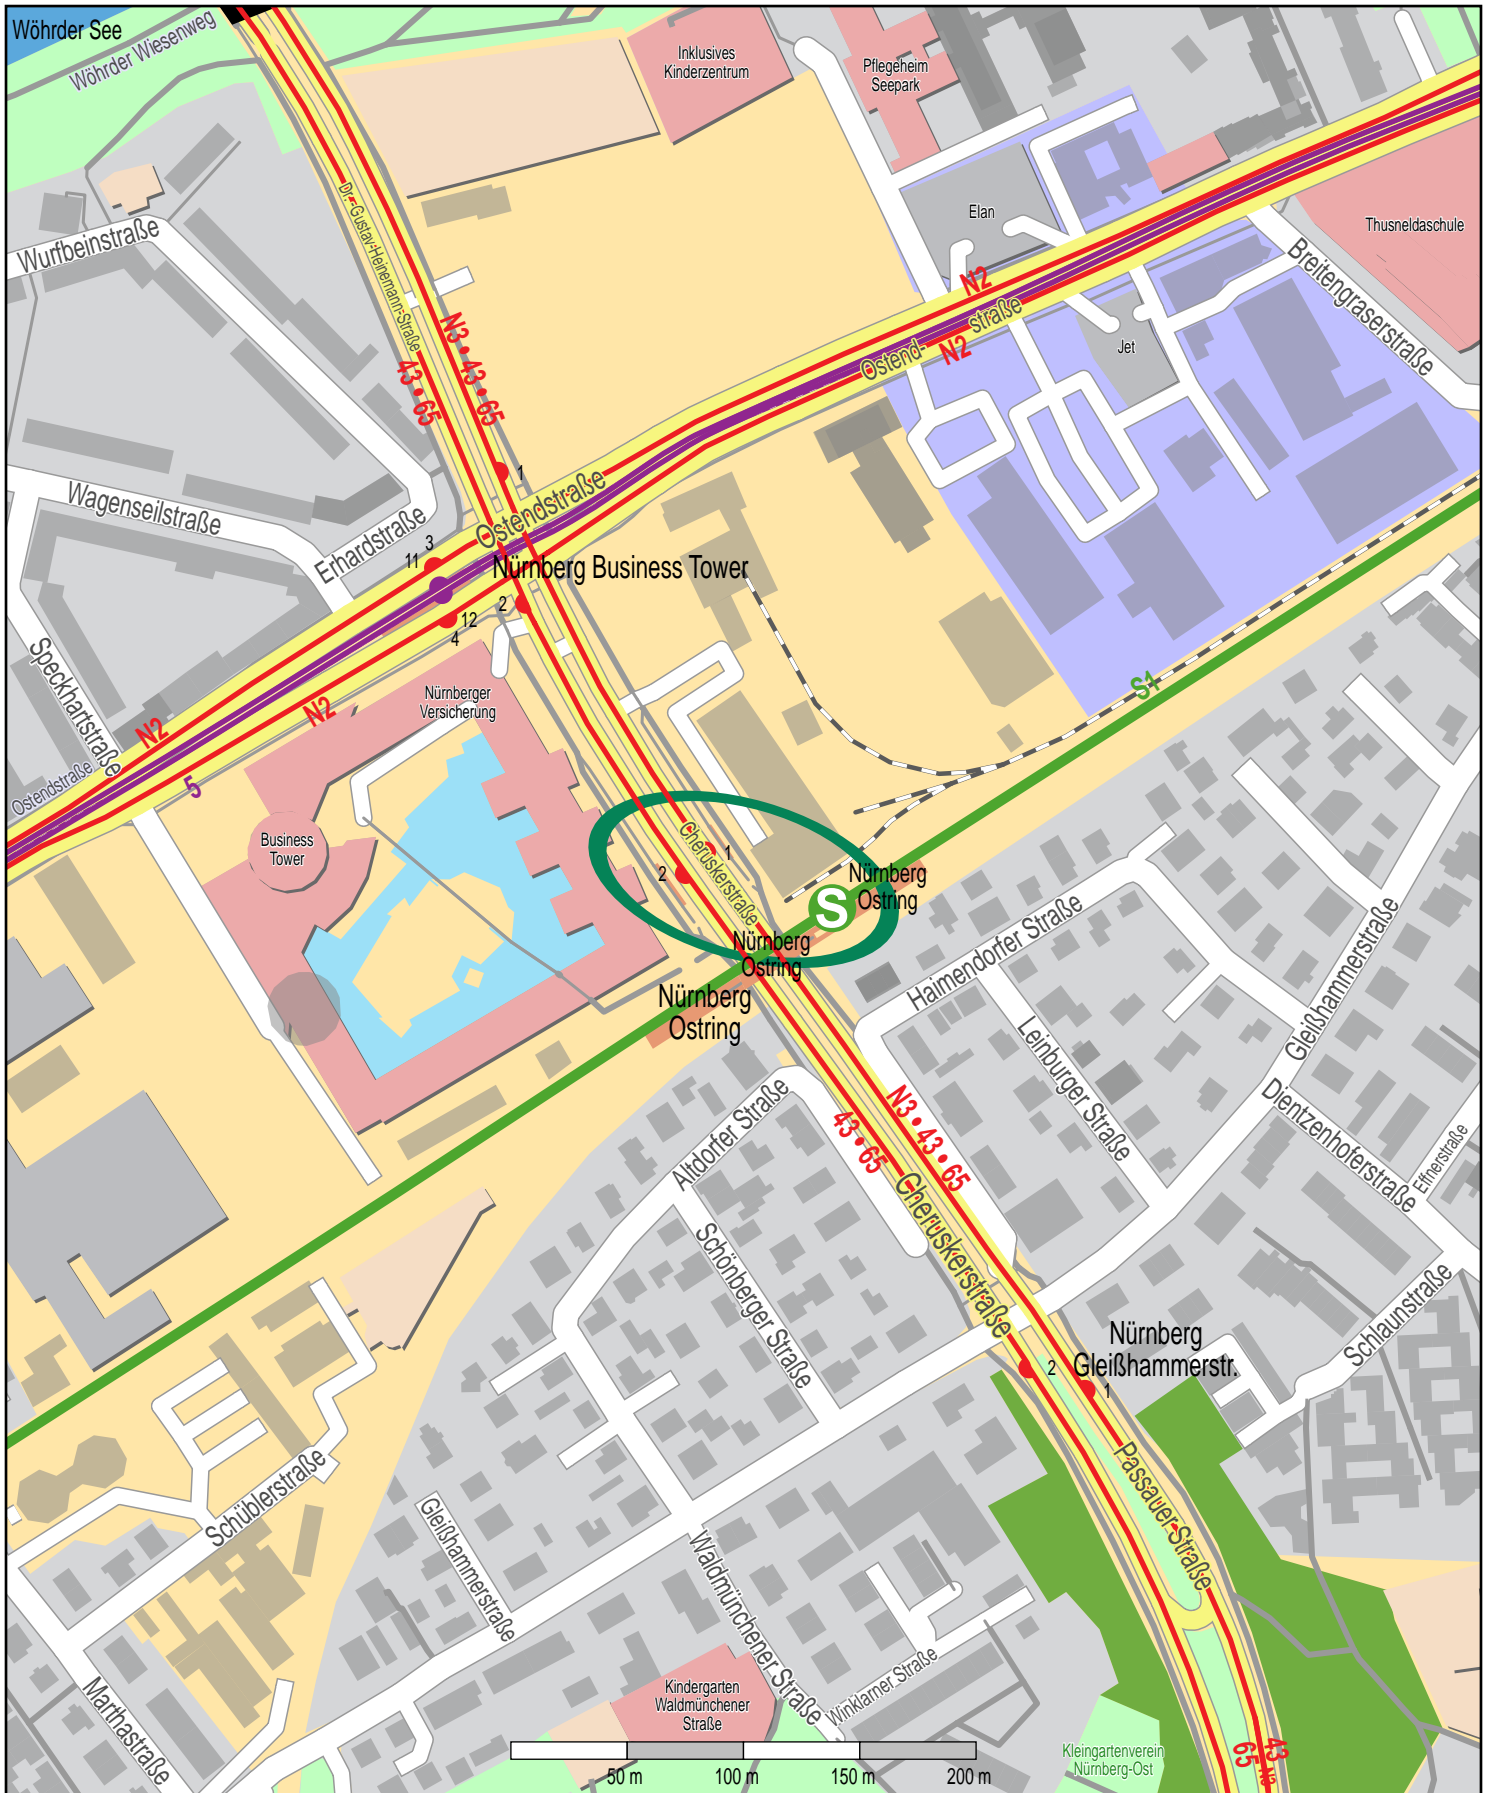 Wöhrder See
Wöhrder Wiesenweg
Inklusives
Kinderzentrum
Pflegeheim
Seepark
Elan
Thusneldaschule
Wurfbeinstraße
Dr.-Gustav-Heinemann-Straße
N3 • 43 • 65
43 • 65
N2
Ostend-
straße
N2
Jet
Breitengraserstraße
1
Wagenseilstraße
Erhardstraße
Ostendstraße
3
11
Nürnberg Business Tower
2
12
4
Speckhartstraße
N2
N2
Nürnberger
Versicherung
S1
Ostendstraße
5
Business
Tower
Cheruskerstraße
1
2
S
Nürnberg
Ostring
Nürnberg
Ostring
Nürnberg
Ostring
Haimendorfer Straße
Gleißhammerstraße
Leinburger Straße
Altdorfer Straße
N3 • 43 • 65
43 • 65
Dientzenhoferstraße
Effnerstraße
Cheruskerstraße
Schönberger Straße
Schlaunstraße
Nürnberg
Gleißhammerstr.
2
1
Passauer Straße
Schüblerstraße
Gleißhammerstraße
Waldmünchener Straße
Winklarner Straße
Marthastraße
Kindergarten
Waldmünchener
Straße
Kleingartenverein
Nürnberg-Ost
65
43
N3
50 m
100 m
150 m
200 m